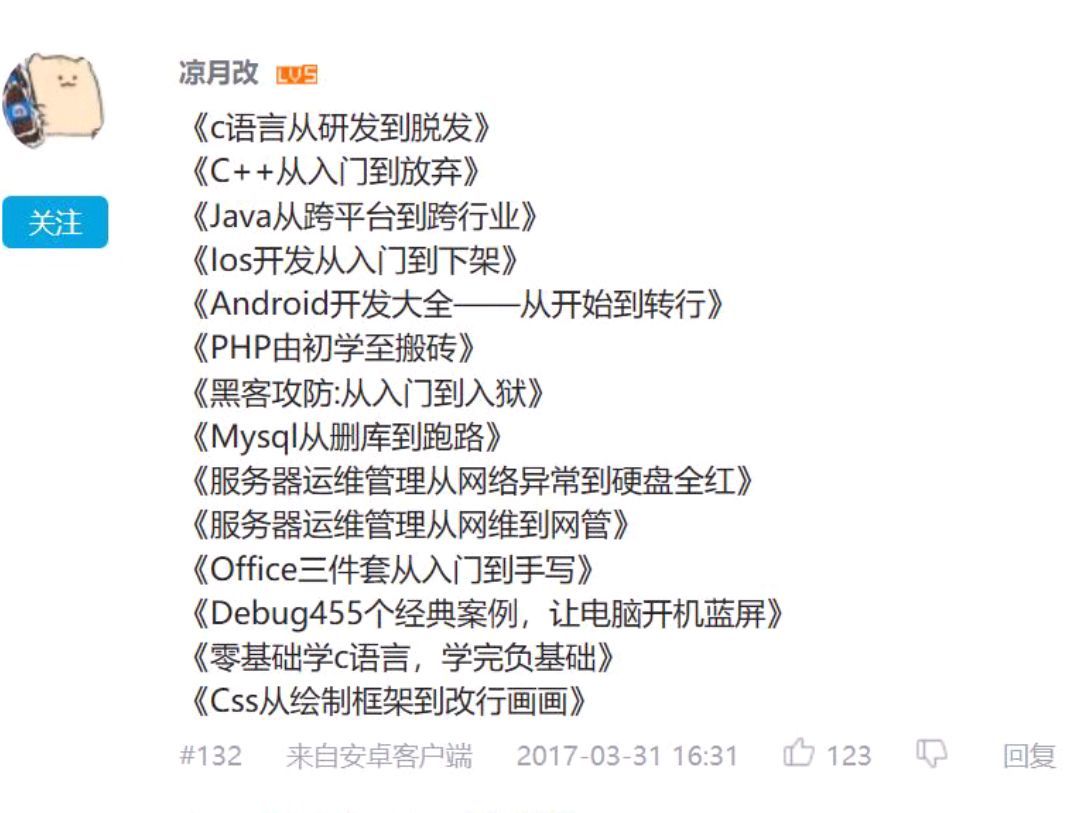 凉月改 LV5
《c语言从研发到脱发》
关注
《C++从入门到放弃》
《Java从跨平台到跨行业》
《Ios开发从入门到下架》
《Android开发大全——从开始到转行》
《PHP由初学至搬砖》
《黑客攻防:从入门到入狱》
《Mysql从删库到跑路》
《服务器运维管理从网络异常到硬盘全红》
《服务器运维管理从网维到网管》
《Office三件套从入门到手写》
《Debug455个经典案例，让电脑开机蓝屏》
《零基础学c语言，学完负基础》
《Css从绘制框架到改行画画》
#132 来自安卓客户端 2017-03-31 16:31 123 回复